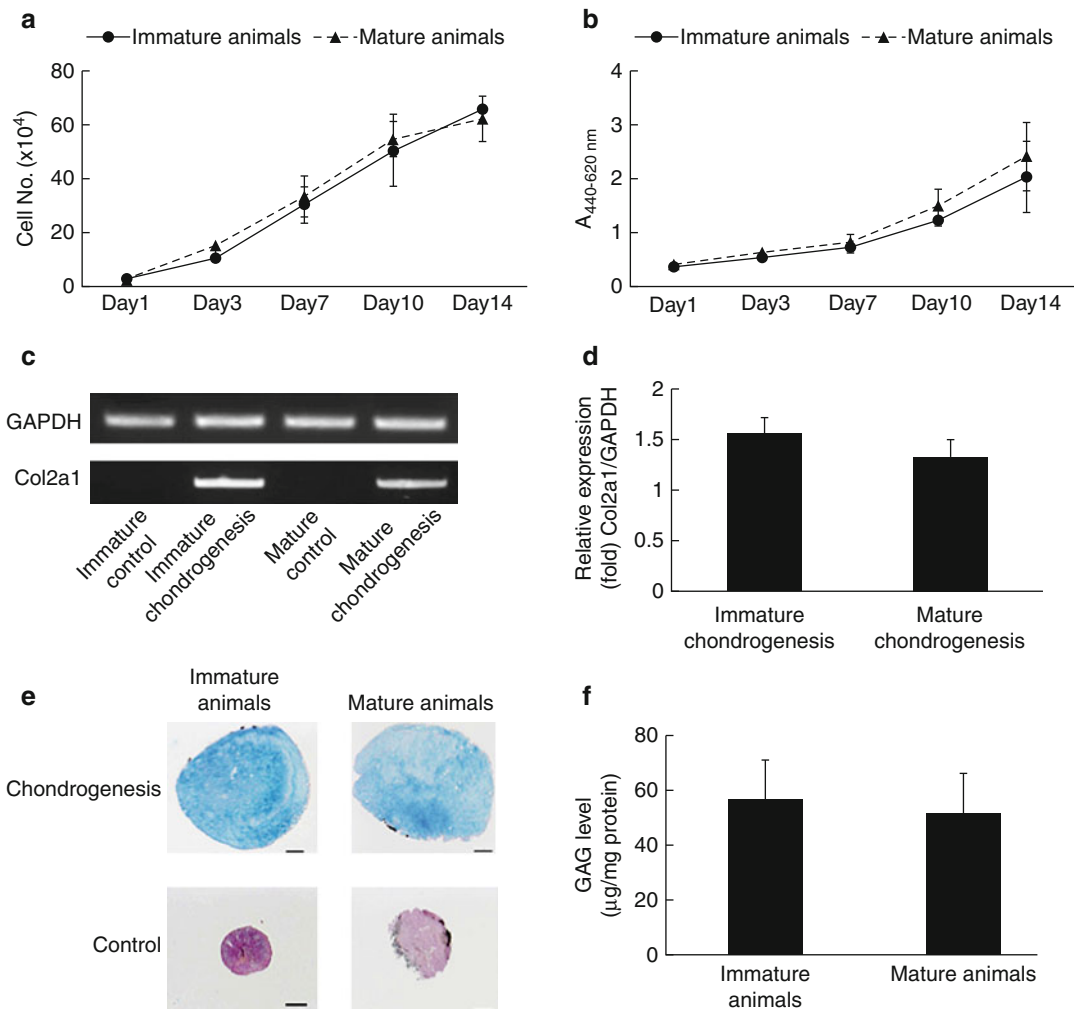 a
Immature animals Mature animals
Cell No. (x10⁴)
80
60
40
20
0
Day1 Day3 Day7 Day10 Day14
b
Immature animals Mature animals
A440-620 nm
4
3
2
1
0
Day1 Day3 Day7 Day10 Day14
c
GAPDH
Col2a1
Immature
control
Immature
chondrogenesis
Mature
control
Mature
chondrogenesis
d
Relative expression
(fold) Col2a1/GAPDH
2
1.5
1
0.5
0
Immature
chondrogenesis
Mature
chondrogenesis
e
Immature
animals
Mature animals
Chondrogenesis
Control
f
GAG level
(µg/mg protein)
80
60
40
20
0
Immature
animals
Mature animals